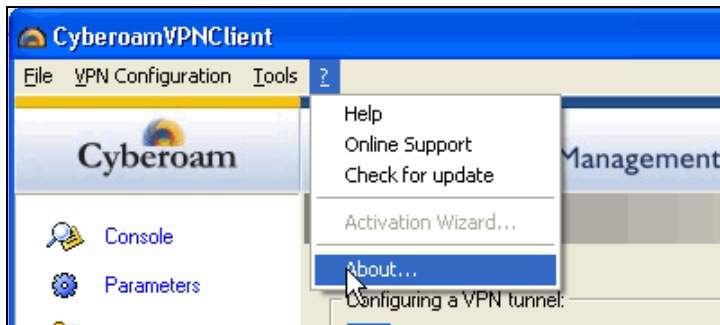 CyberoamVPNClient
File VPN Configuration Tools ?
Help
Online Support
Check for update
Activation Wizard...
About...
Cyberoam
Management
Console
Parameters
Configuring a VPN tunnel: